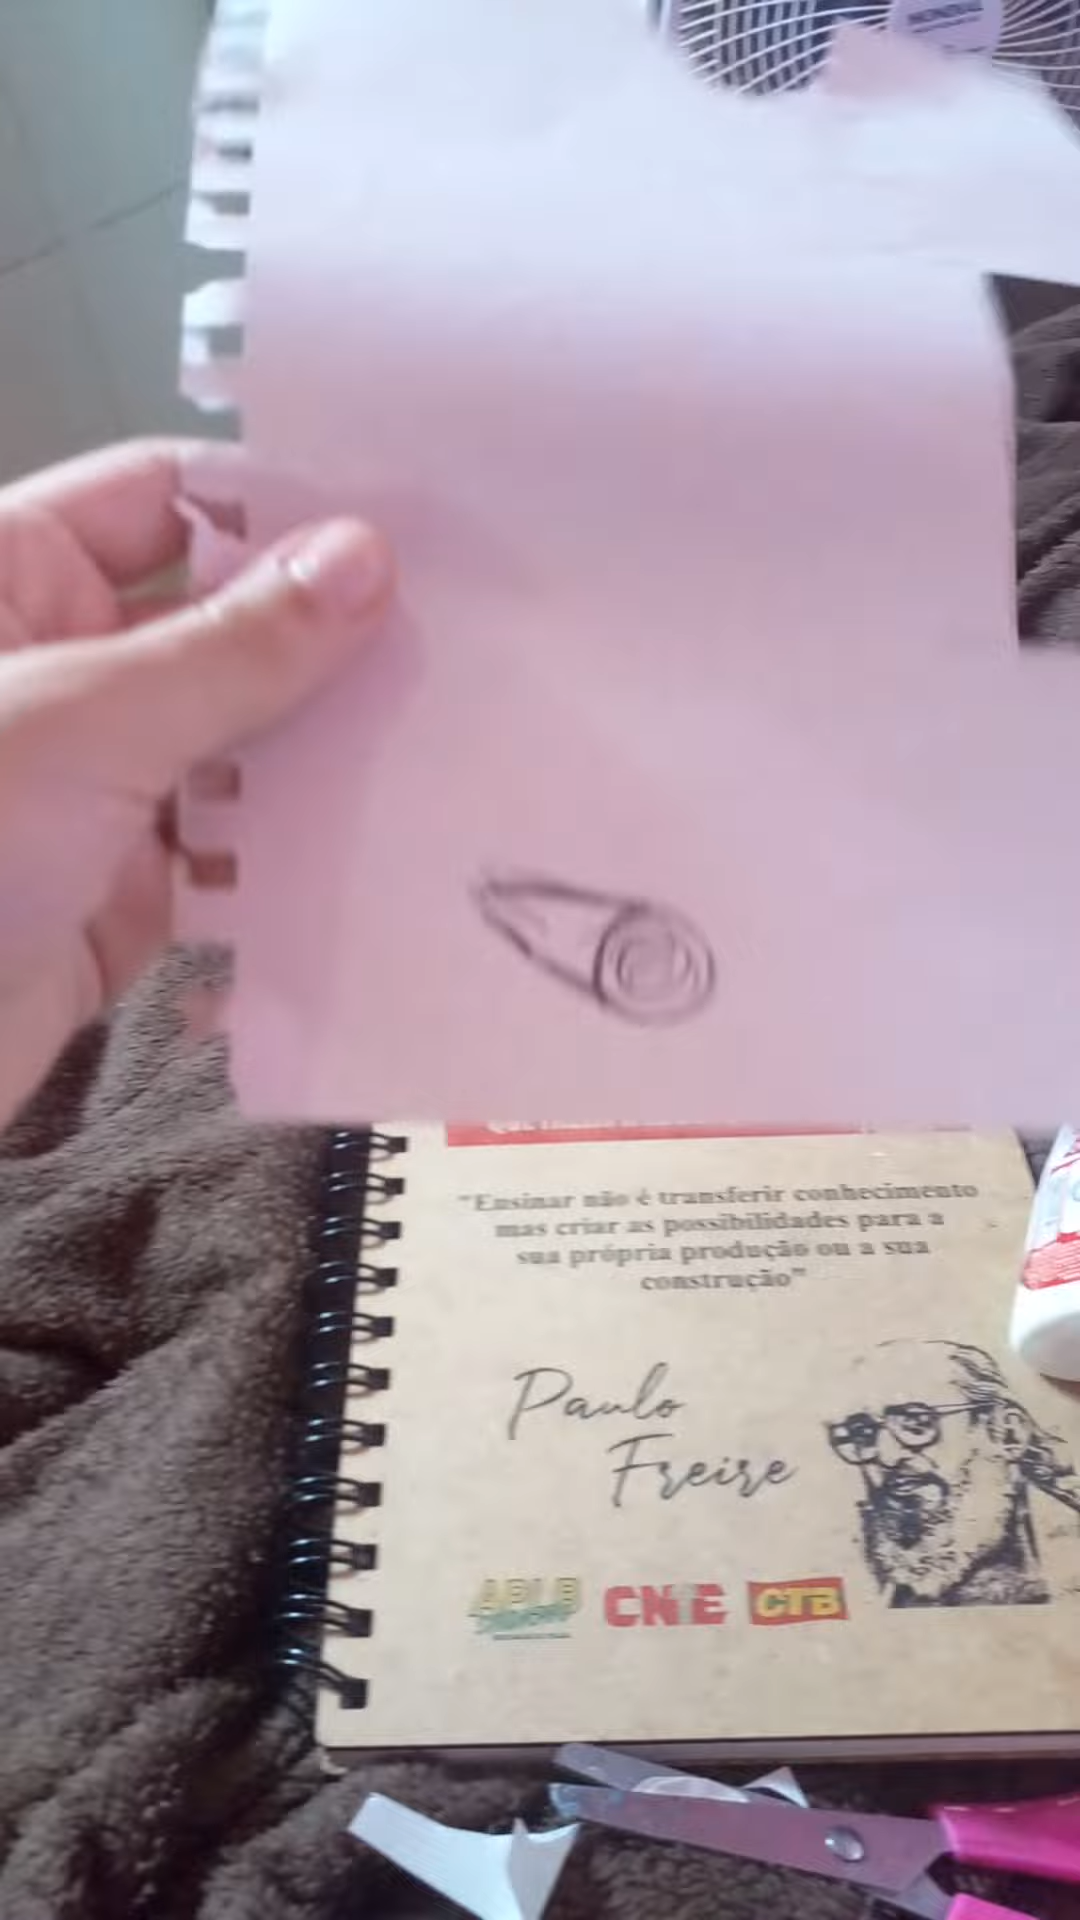 "Ensinar não é transferir conhecimento
mas criar as possibilidades para a
sua própria produção ou a sua
construção"
Paulo
Freire
APLB
CNTE
CTB